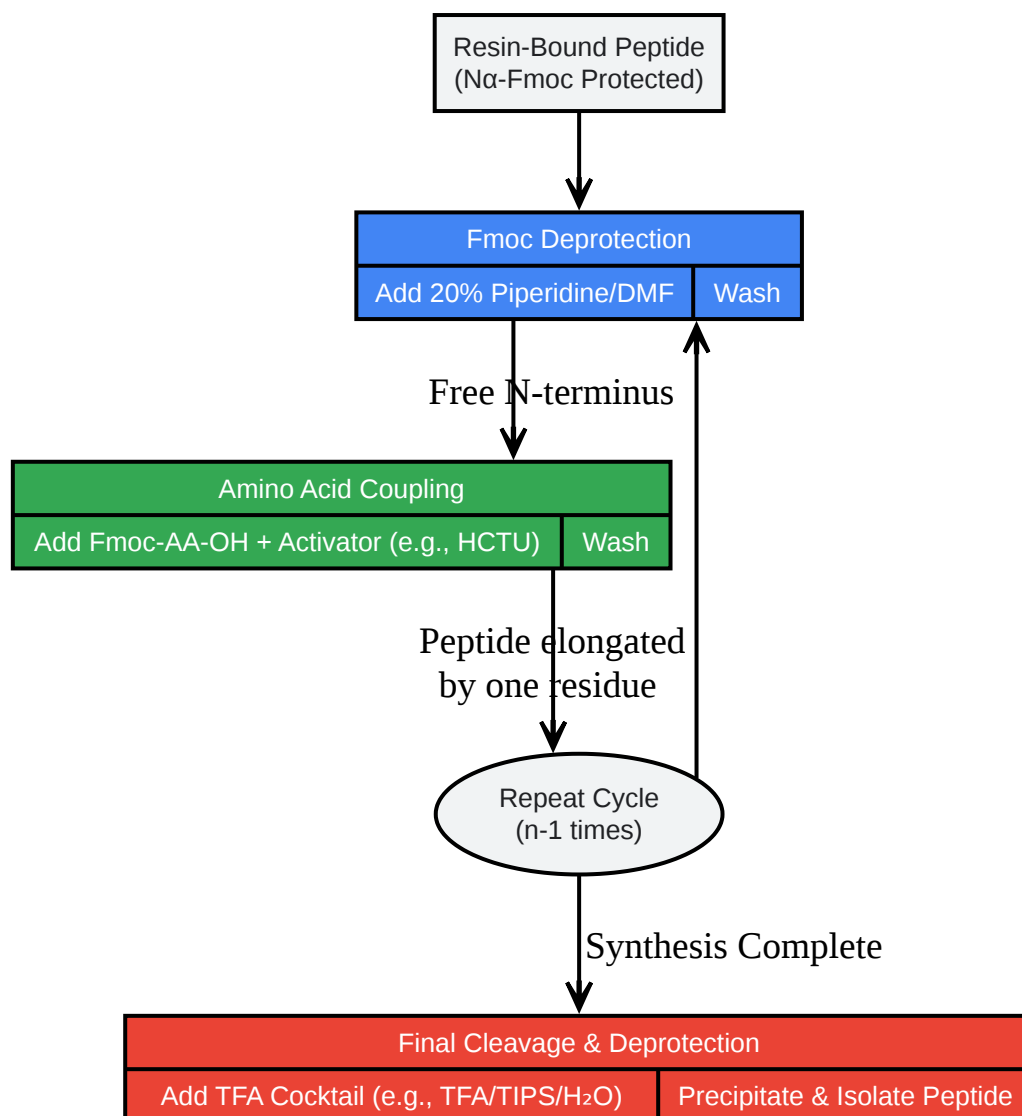 Resin-Bound Peptide
(Nα-Fmoc Protected)
Fmoc Deprotection
Add 20% Piperidine/DMF
Wash
Free N-terminus
Amino Acid Coupling
Add Fmoc-AA-OH + Activator (e.g., HCTU)
Wash
Peptide elongated
by one residue
Repeat Cycle
(n-1 times)
Synthesis Complete
Final Cleavage & Deprotection
Add TFA Cocktail (e.g., TFA/TIPS/H₂O)
Precipitate & Isolate Peptide